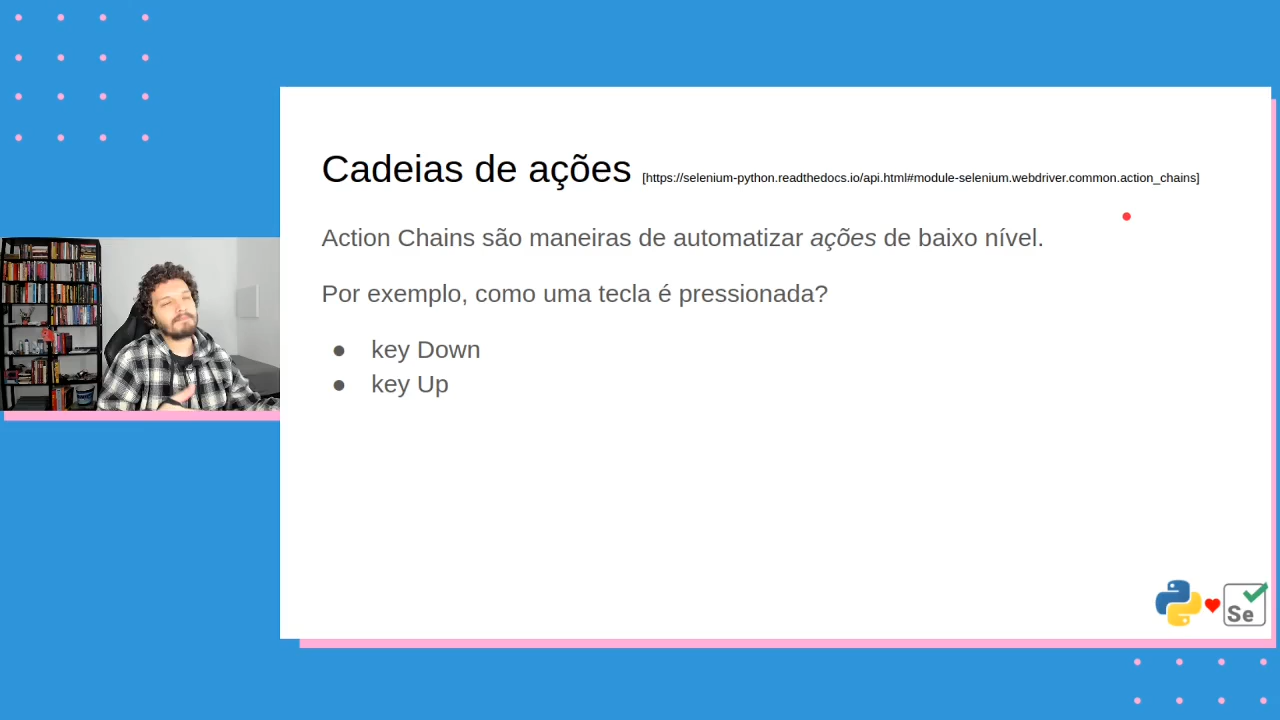 Cadeias de ações [https://selenium-python.readthedocs.io/api.html#module-selenium.webdriver.common.action_chains]
Action Chains são maneiras de automatizar ações de baixo nível.
Por exemplo, como uma tecla é pressionada?
● key Down
● key Up
Se